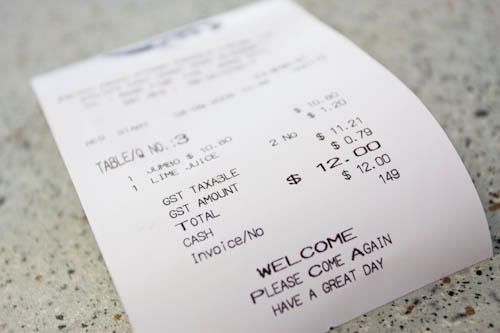 TABLE/Q NO.:3
1 JUMBO $ 10.80 $ 10.80
1 LIME JUICE $ 1.20
2 No
GST TAXABLE $ 11.21
GST AMOUNT $ 0.79
TOTAL $ 12.00
CASH $ 12.00
Invoice/No 149
WELCOME
PLEASE COME AGAIN
HAVE A GREAT DAY